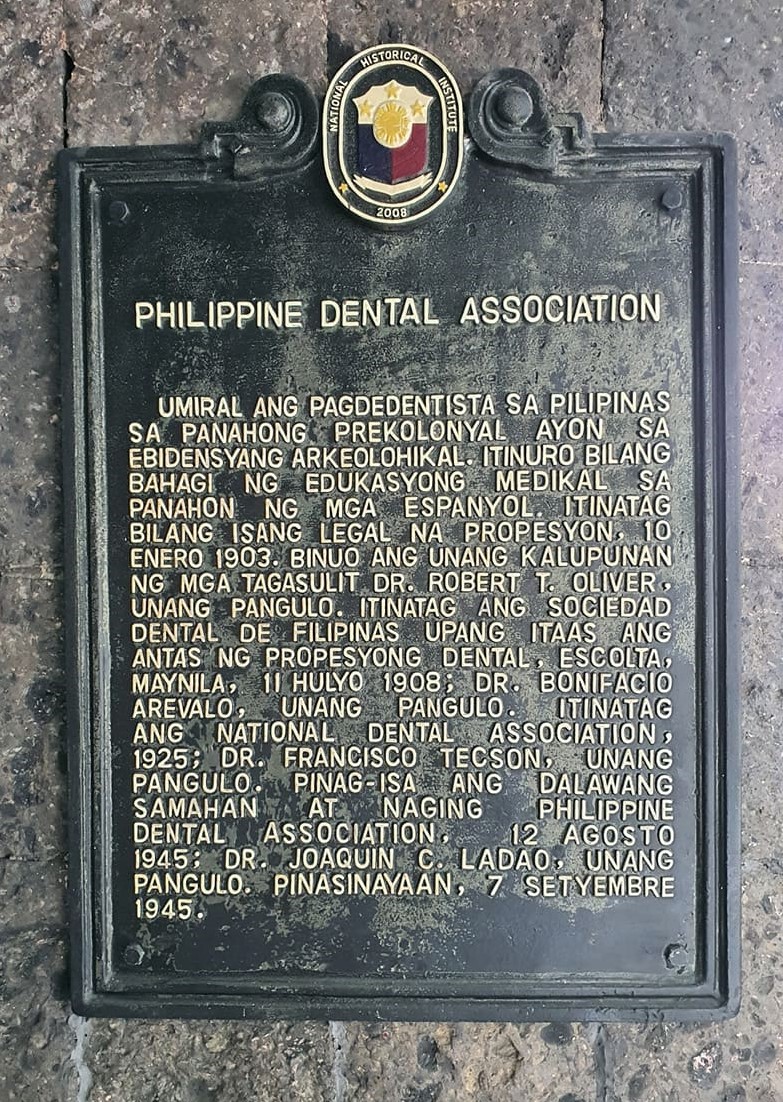 NATIONAL HISTORICAL INSTITUTE
2008
PHILIPPINE DENTAL ASSOCIATION
UMIRAL ANG PAGDEDENTISTA SA PILIPINAS
SA PANAHONG PREKOLONYAL AYON SA
EBIDENSYANG ARKEOLOHIKAL. ITINURO BILANG
BAHAGI NG EDUKASYONG MEDIKAL SA
PANAHON NG MGA ESPANYOL. ITINATAG
BILANG ISANG LEGAL NA PROPESYON, 10
ENERO 1903. BINUO ANG UNANG KALUPUNAN
NG MGA TAGASULIT DR. ROBERT T. OLIVER,
UNANG PANGULO. ITINATAG ANG SOCIEDAD
DENTAL DE FILIPINAS UPANG ITAAS ANG
ANTAS NG PROPESYONG DENTAL, ESCOLTA,
MAYNILA, 11 HULYO 1908; DR. BONIFACIO
AREVALO, UNANG PANGULO. ITINATAG
ANG NATIONAL DENTAL ASSOCIATION,
1925; DR. FRANCISCO TECSON, UNANG
PANGULO. PINAG-ISA ANG DALAWANG
SAMAHAN AT NAGING PHILIPPINE
DENTAL ASSOCIATION, 12 AGOSTO
1945; DR. JOAQUIN C. LADAO, UNANG
PANGULO. PINASINAYAAN, 7 SETYEMBRE
1945.